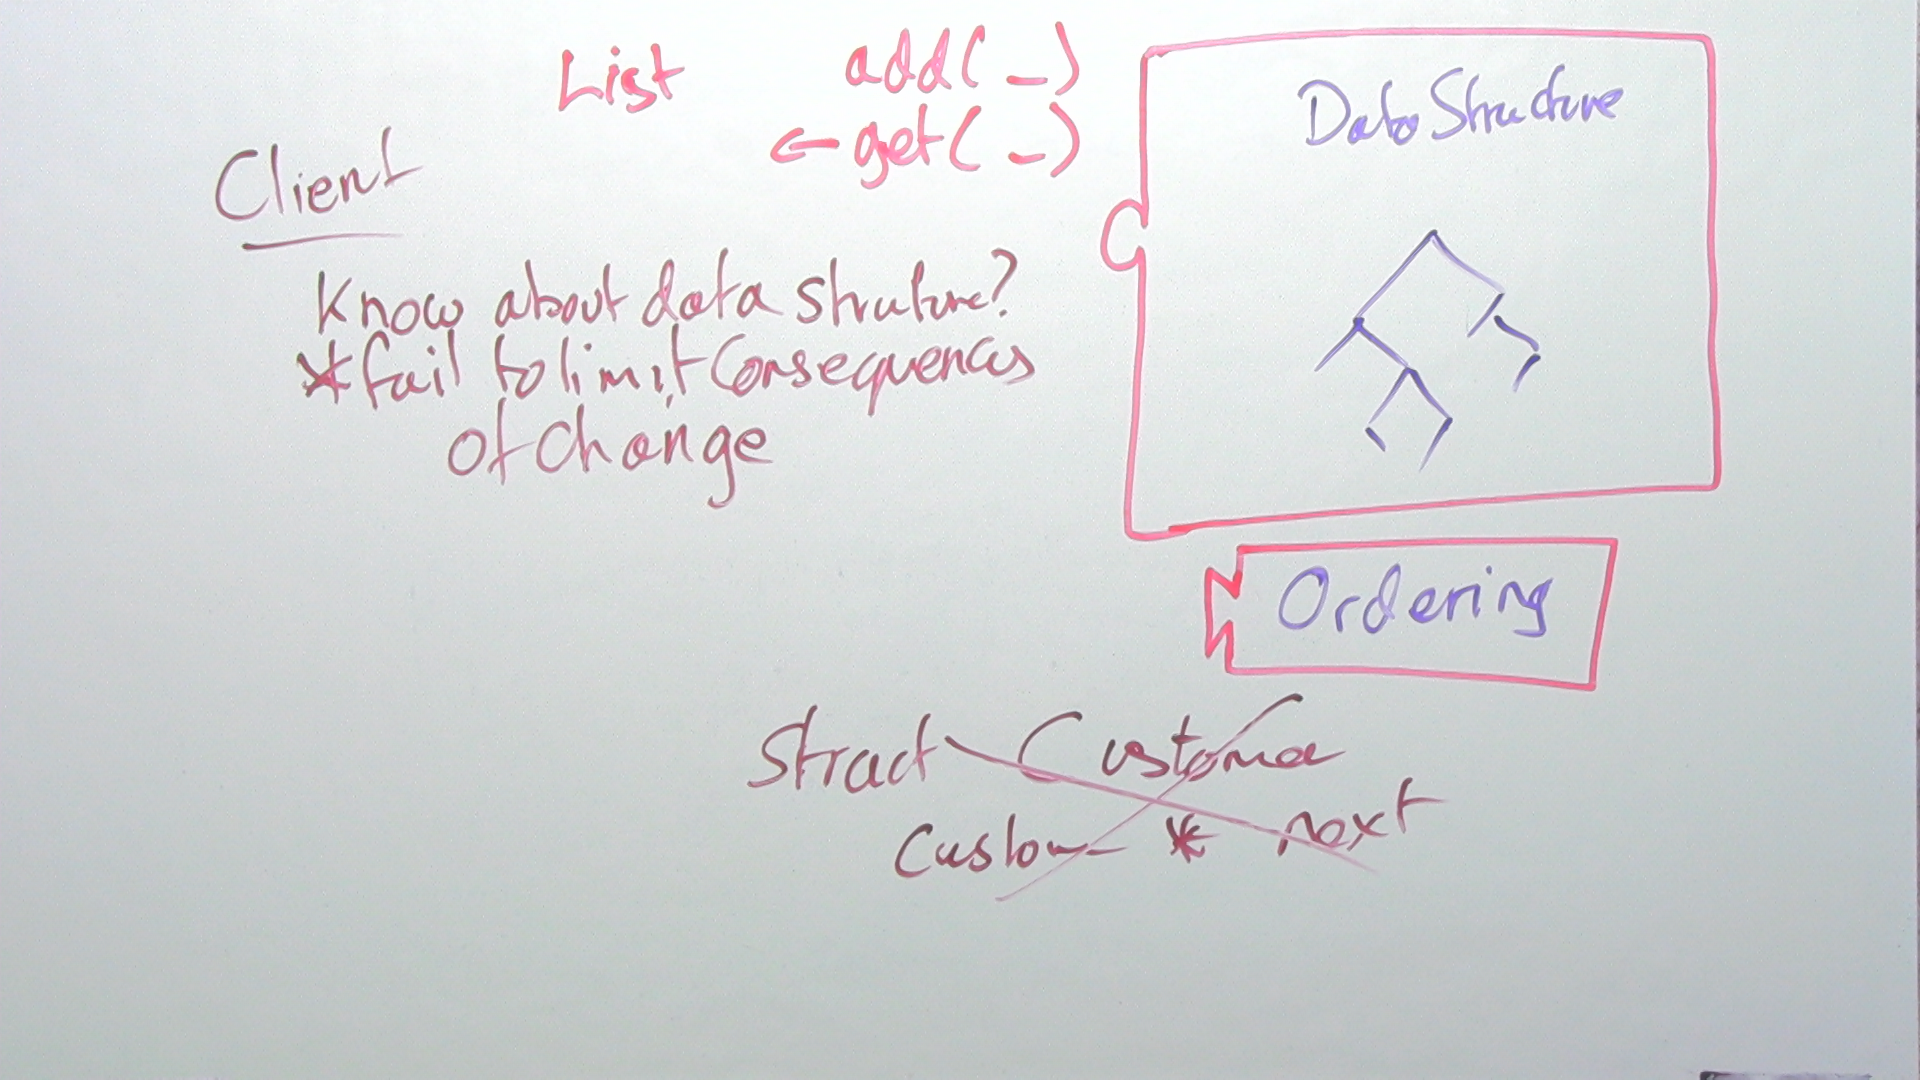 List add( _ )
← get( _ )
Data Structure
Client
Know about data struture?
* fail to limit Consequences
of change
Ordering
Struct Customer
Custom * next